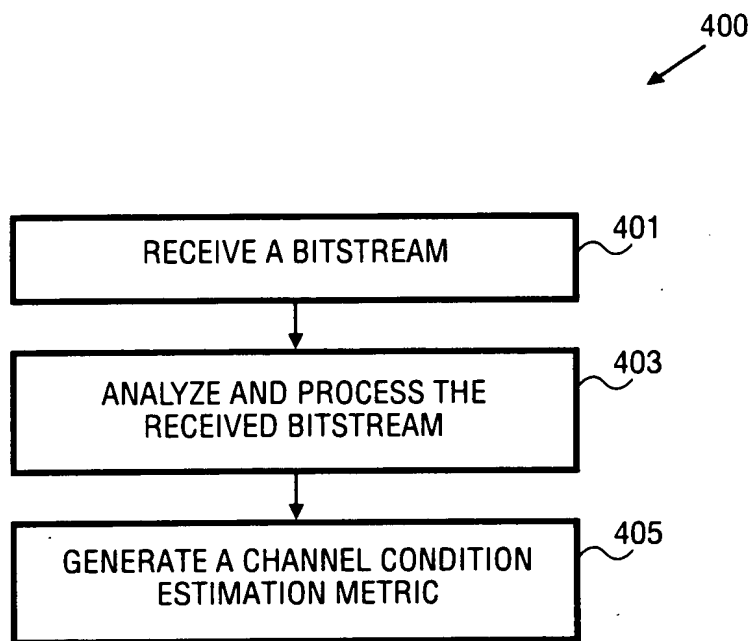 400
RECEIVE A BITSTREAM
401
ANALYZE AND PROCESS THE
RECEIVED BITSTREAM
403
GENERATE A CHANNEL CONDITION
ESTIMATION METRIC
405